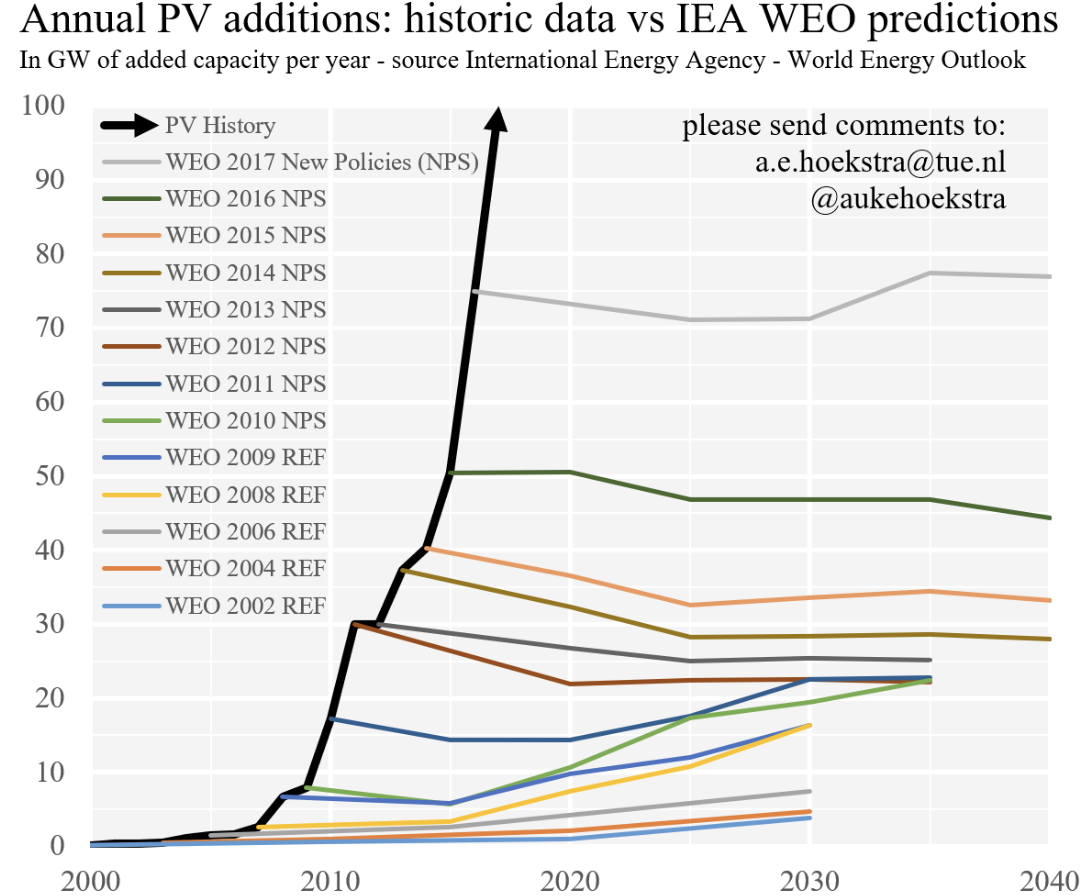 Annual PV additions: historic data vs IEA WEO predictions
In GW of added capacity per year - source International Energy Agency - World Energy Outlook
100
90
80
70
60
50
40
30
20
10
0
PV History
WEO 2017 New Policies (NPS)
WEO 2016 NPS
WEO 2015 NPS
WEO 2014 NPS
WEO 2013 NPS
WEO 2012 NPS
WEO 2011 NPS
WEO 2010 NPS
WEO 2009 REF
WEO 2008 REF
WEO 2006 REF
WEO 2004 REF
WEO 2002 REF
please send comments to:
a.e.hoekstra@tue.nl
@aukehoekstra
2000 2010 2020 2030 2040